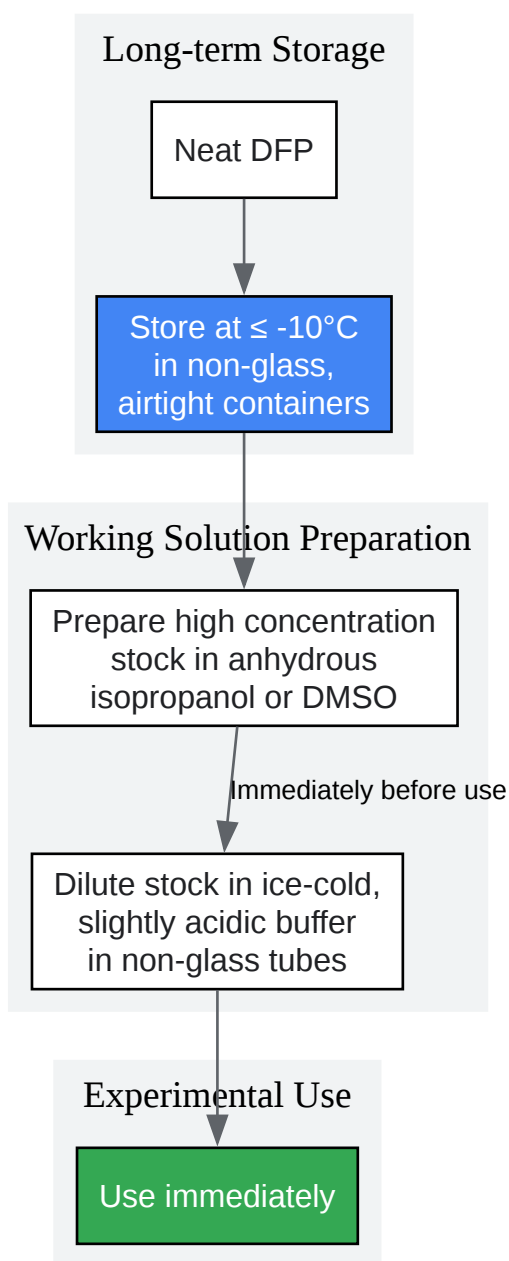 Long-term Storage
Neat DFP
Store at ≤ -10°C
in non-glass,
airtight containers
Working Solution Preparation
Prepare high concentration
stock in anhydrous
isopropanol or DMSO
Immediately before use
Dilute stock in ice-cold,
slightly acidic buffer
in non-glass tubes
Experimental Use
Use immediately